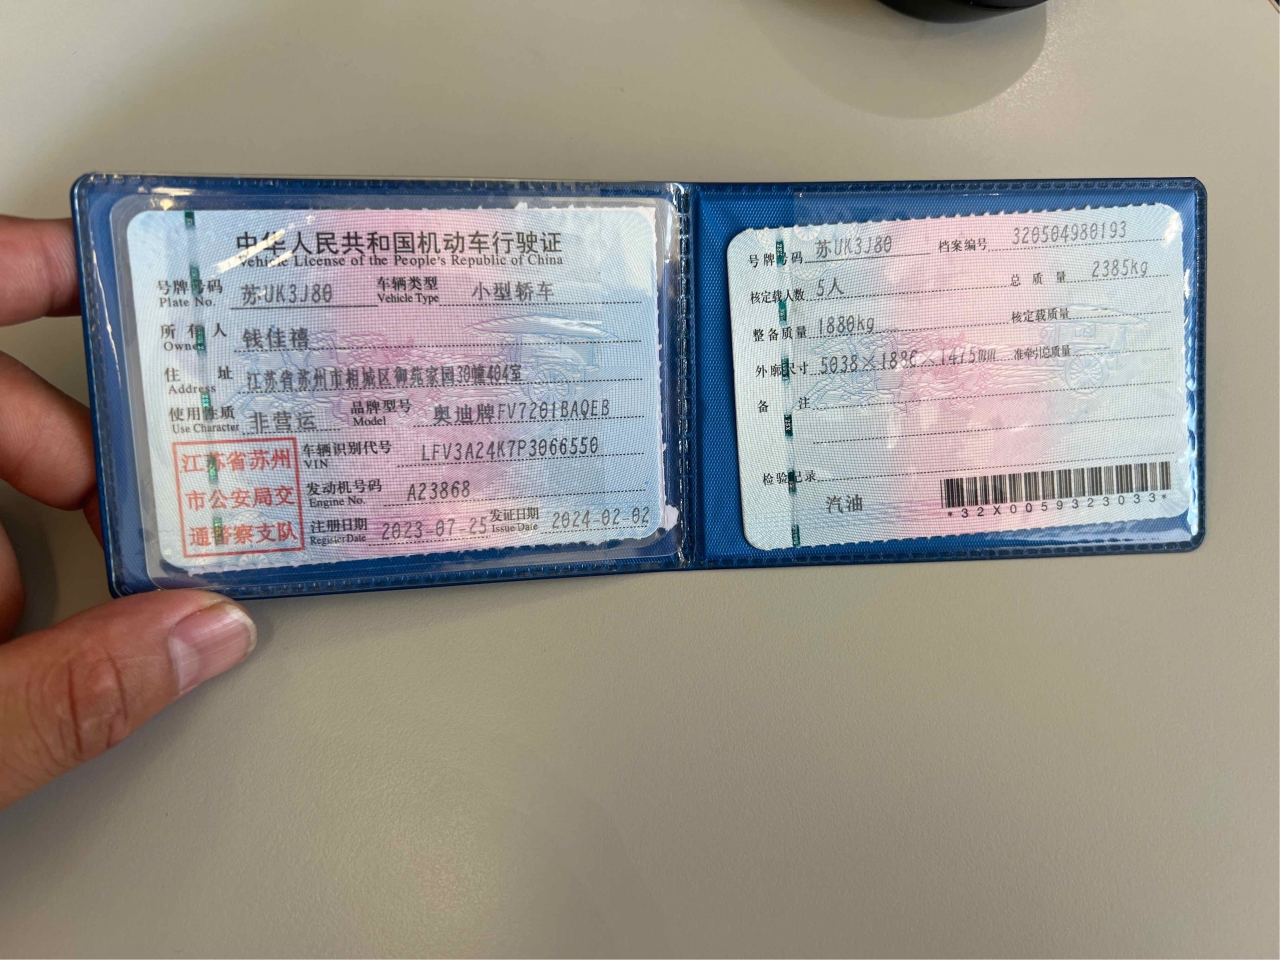 中华人民共和国机动车行驶证
Vehicle License of the People's Republic of China
号牌号码 苏UK3J80 车辆类型 小型轿车
Plate No. Vehicle Type
所有人 钱佳禧
Owner
住址 江苏省苏州市相城区御苑家园39幢404室
Address
使用性质 非营运 品牌型号 奥迪牌FV7201BAQEB
Use Character Model
江苏省苏州
市公安局交
通警察支队
车辆识别代号 LFV3A24K7P3066550
VIN
发动机号码 A23868
Engine No.
注册日期 2023-07-25 发证日期 2024-02-02
Register Date Issue Date
号牌号码 苏UK3J80 档案编号 320504980193
核定载人数 5人 总质量 2385kg
整备质量 1880kg 核定载质量
外廓尺寸 5038×1886×1475mm 准牵引总质量
备注
检验记录
汽油
*32X0059323033*